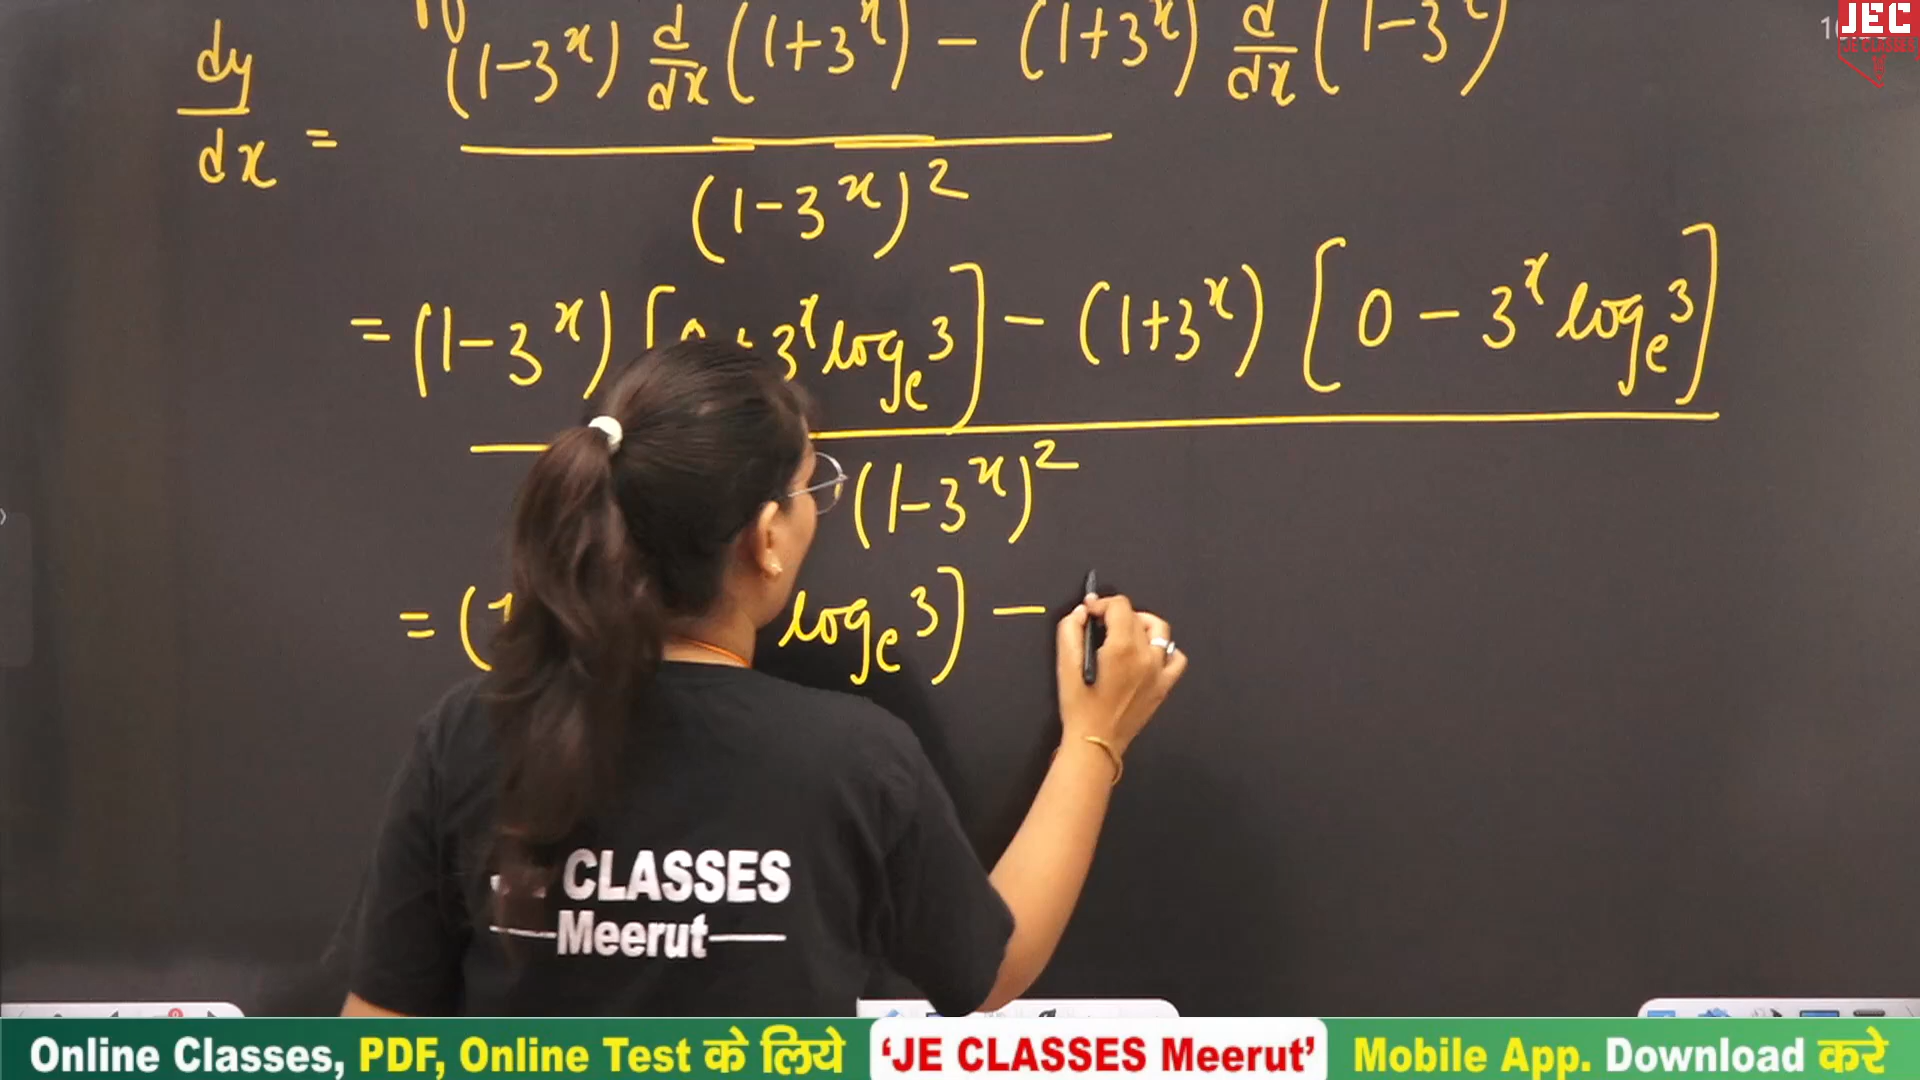 JEC
JE CLASSES
dy/dx = (1-3^x) d/dx (1+3^x) - (1+3^x) d/dx (1-3^x)
(1-3^x)^2
= (1-3^x) [0+3^x log_e 3] - (1+3^x) [0 - 3^x log_e 3]
(1-3^x)^2
= ( log_e 3) -
CLASSES
Meerut
Online Classes, PDF, Online Test के लिये 'JE CLASSES Meerut' Mobile App. Download करे